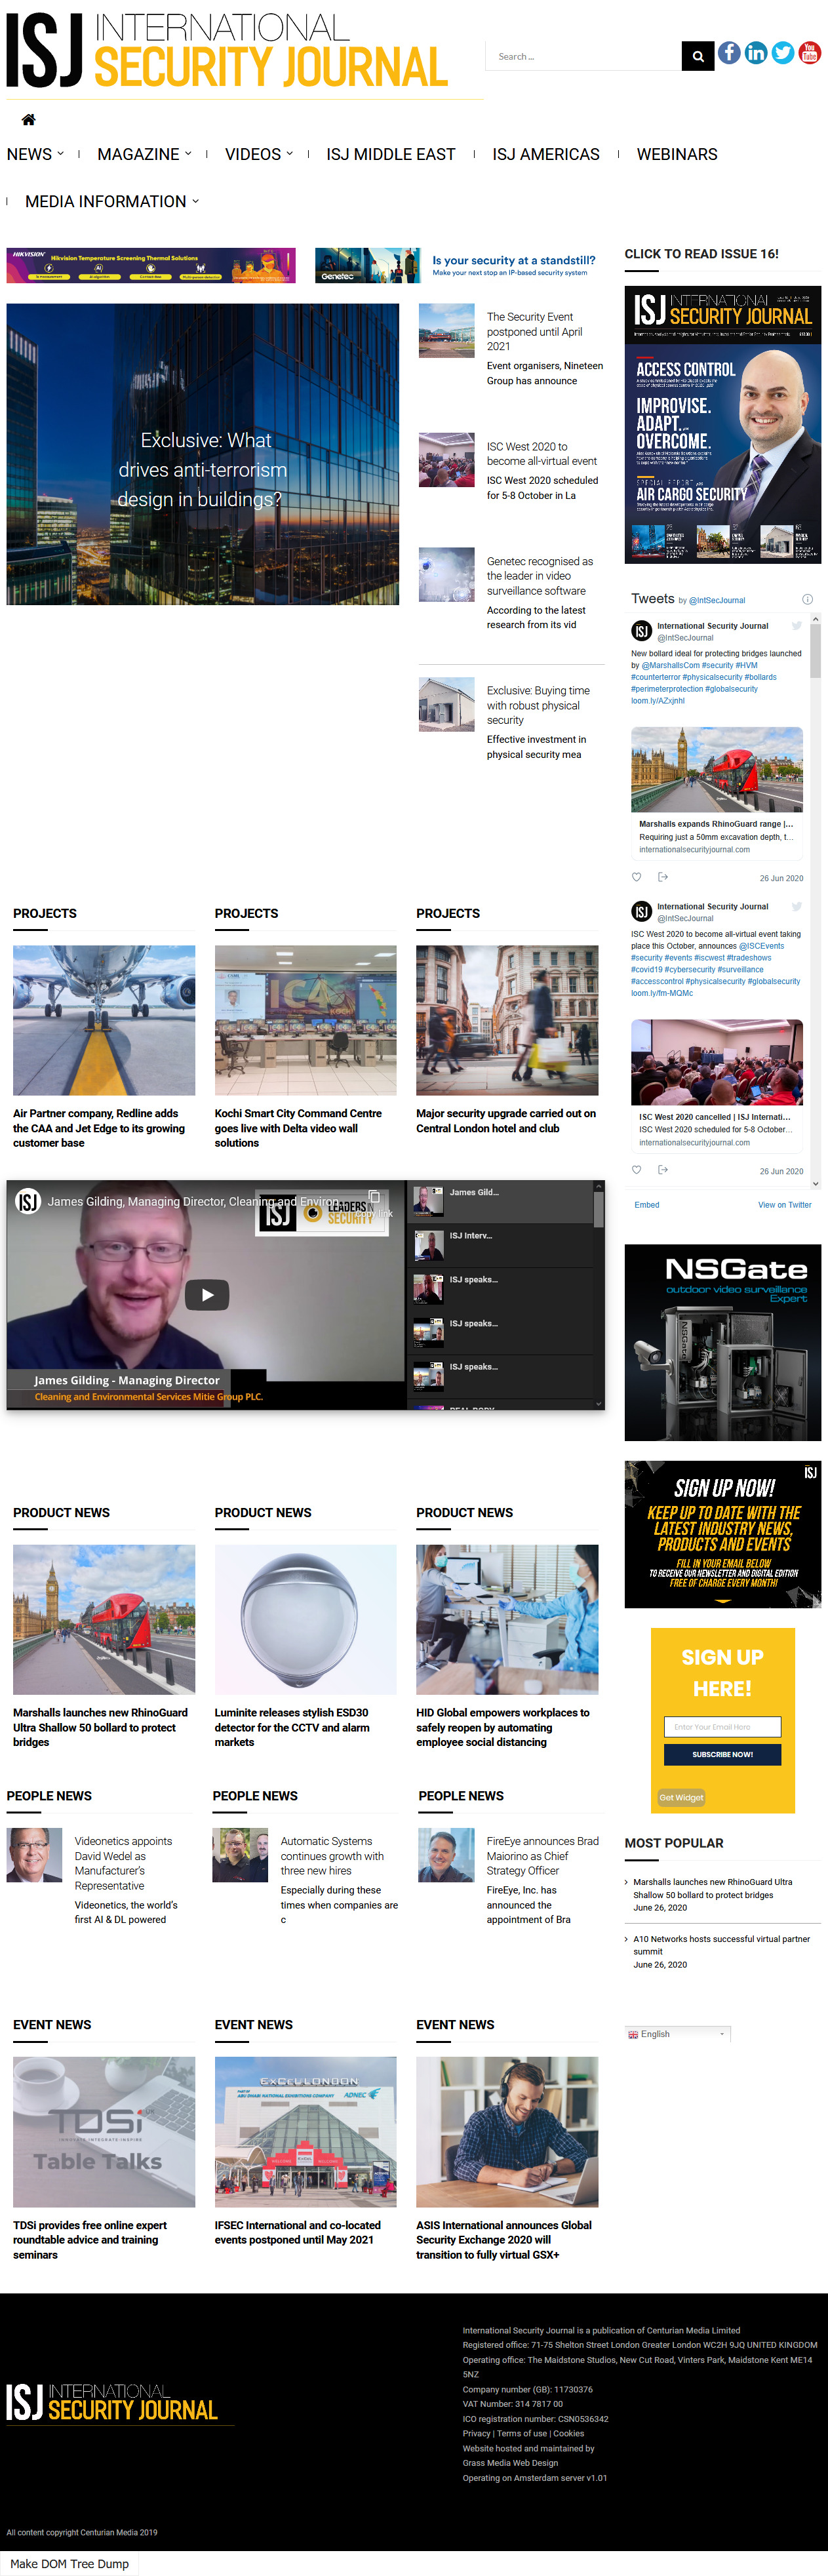 ISJ INTERNATIONAL
SECURITY JOURNAL
Search ...
NEWS
MAGAZINE
VIDEOS
ISJ MIDDLE EAST
ISJ AMERICAS
WEBINARS
MEDIA INFORMATION
HIKVISION Hikvision Temperature Screening Thermal Solutions
Genetec
Is your security at a standstill?
Make your next stop an IP-based security system
Exclusive: What
drives anti-terrorism
design in buildings?
The Security Event
postponed until April
2021
Event organisers, Nineteen
Group has announce
ISC West 2020 to
become all-virtual event
ISC West 2020 scheduled
for 5-8 October in La
Genetec recognised as
the leader in video
surveillance software
According to the latest
research from its vid
Exclusive: Buying time
with robust physical
security
Effective investment in
physical security mea
CLICK TO READ ISSUE 16!
ISJ INTERNATIONAL
SECURITY JOURNAL
ACCESS CONTROL
IMPROVISE.
ADAPT.
OVERCOME.
SPECIAL REPORT
AIR CARGO SECURITY
Tweets by @IntSecJournal
International Security Journal
@IntSecJournal
New bollard ideal for protecting bridges launched
by @MarshallsCom #security #HVM
#counterterror #physicalsecurity #bollards
#perimeterprotection #globalsecurity
loom.ly/AZxjnhI
Marshalls expands RhinoGuard range |...
Requiring just a 50mm excavation depth, t...
internationalsecurityjournal.com
26 Jun 2020
International Security Journal
@IntSecJournal
ISC West 2020 to become all-virtual event taking
place this October, announces @ISCEvents
#security #events #iscwest #tradeshows
#covid19 #cybersecurity #surveillance
#accesscontrol #physicalsecurity #globalsecurity
loom.ly/fm-MQMc
ISC West 2020 cancelled | ISJ Internati...
ISC West 2020 scheduled for 5-8 October...
internationalsecurityjournal.com
26 Jun 2020
Embed
View on Twitter
PROJECTS
Air Partner company, Redline adds
the CAA and Jet Edge to its growing
customer base
PROJECTS
Kochi Smart City Command Centre
goes live with Delta video wall
solutions
PROJECTS
Major security upgrade carried out on
Central London hotel and club
ISJ
James Gilding, Managing Director, Cleaning and Environ...
Copy link
ISJ LEADERS IN
SECURITY
James Gilding - Managing Director
Cleaning and Environmental Services Mitie Group PLC.
James Gild...
ISJ Interv...
ISJ speaks...
ISJ speaks...
ISJ speaks...
NSGate
outdoor video surveillance
Expert
ISJ
SIGN UP NOW!
KEEP UP TO DATE WITH THE
LATEST INDUSTRY NEWS,
PRODUCTS AND EVENTS
FILL IN YOUR EMAIL BELOW
TO RECEIVE OUR NEWSLETTER AND DIGITAL EDITION
FREE OF CHARGE EVERY MONTH!
SIGN UP
HERE!
Enter Your Email Here
SUBSCRIBE NOW!
Get Widget
PRODUCT NEWS
Marshalls launches new RhinoGuard
Ultra Shallow 50 bollard to protect
bridges
PRODUCT NEWS
Luminite releases stylish ESD30
detector for the CCTV and alarm
markets
PRODUCT NEWS
HID Global empowers workplaces to
safely reopen by automating
employee social distancing
PEOPLE NEWS
Videonetics appoints
David Wedel as
Manufacturer's
Representative
Videonetics, the world's
first AI & DL powered
PEOPLE NEWS
Automatic Systems
continues growth with
three new hires
Especially during these
times when companies are
c
PEOPLE NEWS
FireEye announces Brad
Maiorino as Chief
Strategy Officer
FireEye, Inc. has
announced the
appointment of Bra
MOST POPULAR
Marshalls launches new RhinoGuard Ultra
Shallow 50 bollard to protect bridges
June 26, 2020
A10 Networks hosts successful virtual partner
summit
June 26, 2020
English
EVENT NEWS
TDSi
Table Talks
TDSi provides free online expert
roundtable advice and training
seminars
EVENT NEWS
EXCEL LONDON
ABU DHABI NATIONAL EXHIBITIONS COMPANY
ADNEC
IFSEC International and co-located
events postponed until May 2021
EVENT NEWS
ASIS International announces Global
Security Exchange 2020 will
transition to fully virtual GSX+
ISJ INTERNATIONAL
SECURITY JOURNAL
International Security Journal is a publication of Centurian Media Limited
Registered office: 71-75 Shelton Street London Greater London WC2H 9JQ UNITED KINGDOM
Operating office: The Maidstone Studios, New Cut Road, Vinters Park, Maidstone Kent ME14
5NZ
Company number (GB): 11730376
VAT Number: 314 7817 00
ICO registration number: CSN0536342
Privacy | Terms of use | Cookies
Website hosted and maintained by
Grass Media Web Design
Operating on Amsterdam server v1.01
All content copyright Centurian Media 2019
Make DOM Tree Dump